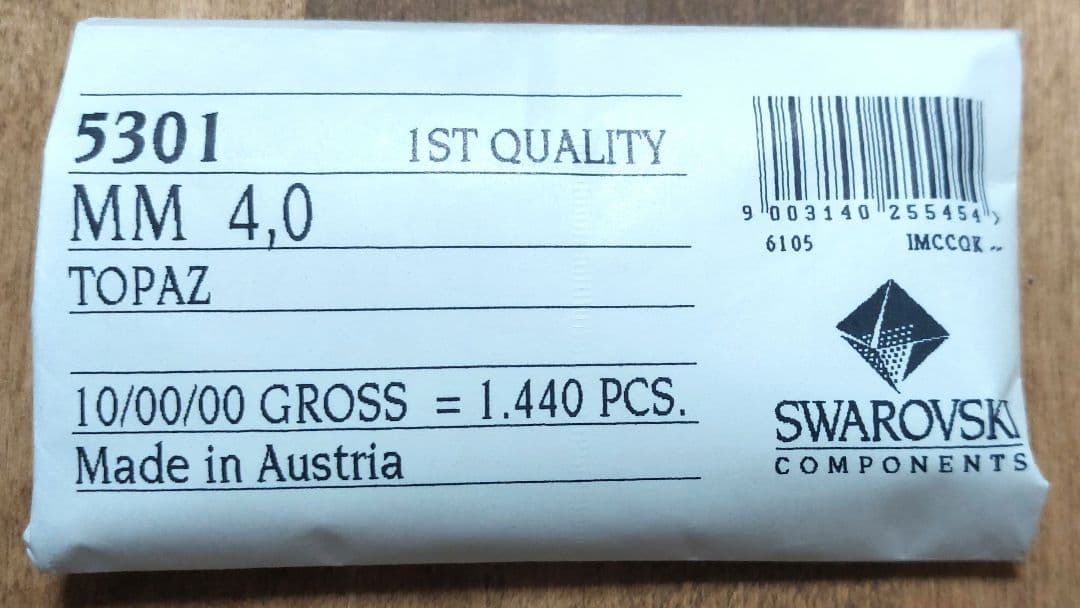 5301 1ST QUALITY
MM 4,0
TOPAZ
10/00/00 GROSS = 1.440 PCS.
Made in Austria
9 003140 255454 >
6105 IMCCQK
SWAROVSKI
COMPONENTS